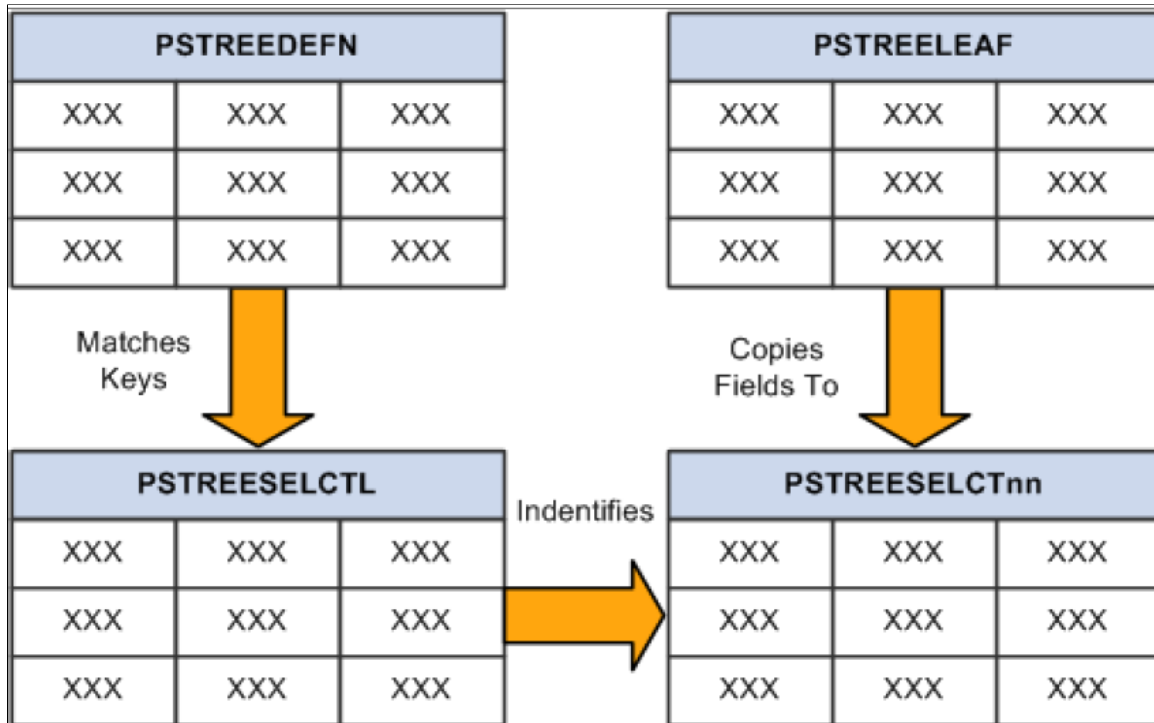 PSTREEDEFN
XXX XXX XXX
XXX XXX XXX
XXX XXX XXX
PSTREELEAF
XXX XXX XXX
XXX XXX XXX
XXX XXX XXX
Matches
Keys
Copies
Fields To
PSTREESELCTL
XXX XXX XXX
XXX XXX XXX
XXX XXX XXX
Indentifies
PSTREESELCTnn
XXX XXX XXX
XXX XXX XXX
XXX XXX XXX